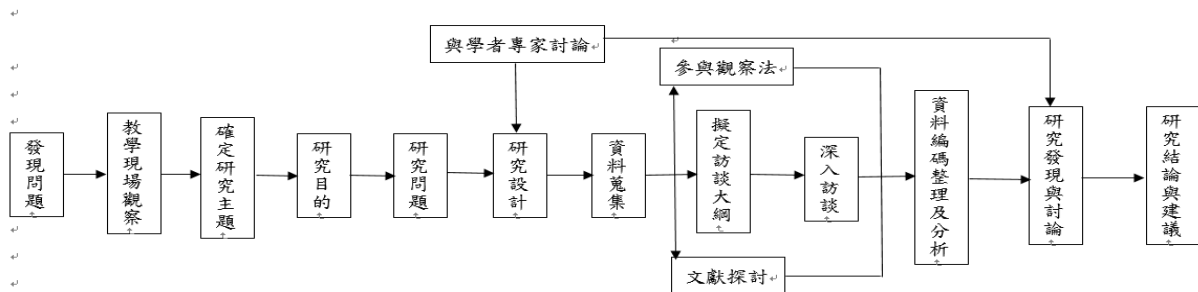 與學者專家討論
參與觀察法
發現問題
教學現場觀察
確定研究主題
研究目的
研究問題
研究設計
資料蒐集
擬定訪談大綱
深入訪談
資料編碼整理及分析
研究發現與討論
研究結論與建議
文獻探討